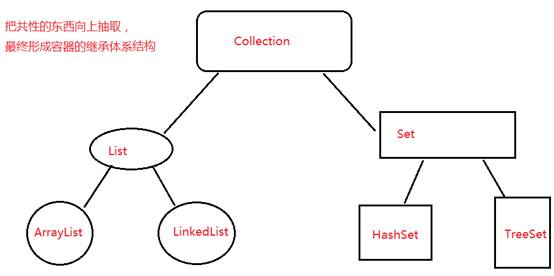 把共性的东西向上抽取，
最终形成容器的继承体系结构
Collection
List
Set
ArrayList
LinkedList
HashSet
TreeSet